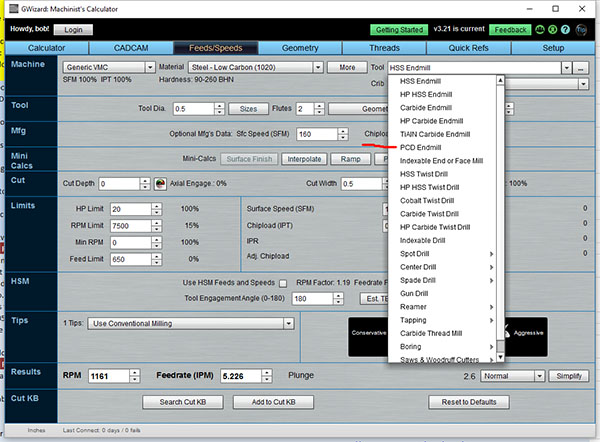 GWizard: Machinist's Calculator
Howdy, bob! Login Getting Started v3.21 is current Feedback
Calculator CADCAM Feeds/Speeds Geometry Threads Quick Refs Setup
Machine Generic VMC Material Steel - Low Carbon (1020) More Tool HSS Endmill ...
SFM 100% IPT 100% Hardness: 90-260 BHN Crib
HSS Endmill
HP HSS Endmill
Carbide Endmill
HP Carbide Endmill
TiAlN Carbide Endmill
PCD Endmill
Indexable End or Face Mill
HSS Twist Drill
HP HSS Twist Drill
Cobalt Twist Drill
Carbide Twist Drill
HP Carbide Twist Drill
Indexable Drill
Spot Drill
Center Drill
Spade Drill
Gun Drill
Reamer
Tapping
Carbide Thread Mill
Boring
Saws & Woodruff Cutters
Tool Tool Dia. 0.5 Sizes Flutes 2 Geome
Mfg Optional Mfg's Data: Sfc Speed (SFM) 160 Chiploa
Mini Calcs Mini-Calcs Surface Finish Interpolate Ramp P
Cut Cut Depth 0 Axial Engage.: 0% Cut Width 0.5 100%
Limits HP Limit 20 100% Surface Speed (SFM) 1 0
RPM Limit 7500 15% Chipload (IPT) 0 0
Min RPM 0 100% IPR 0
Feed Limit 650 0% Adj. Chipload 0
HSM Use HSM Feeds and Speeds RPM Factor: 1.19 Feedrate F
Tool Engagement Angle (0-180) 180 Est. TE
Tips 1 Tips: Use Conventional Milling Conservative Aggressive
Results RPM 1161 Feedrate (IPM) 5.226 Plunge 2.6 Normal Simplify
Cut KB Search Cut KB Add to Cut KB Reset to Defaults
Inches Last Connect: 0 days / 0 fails